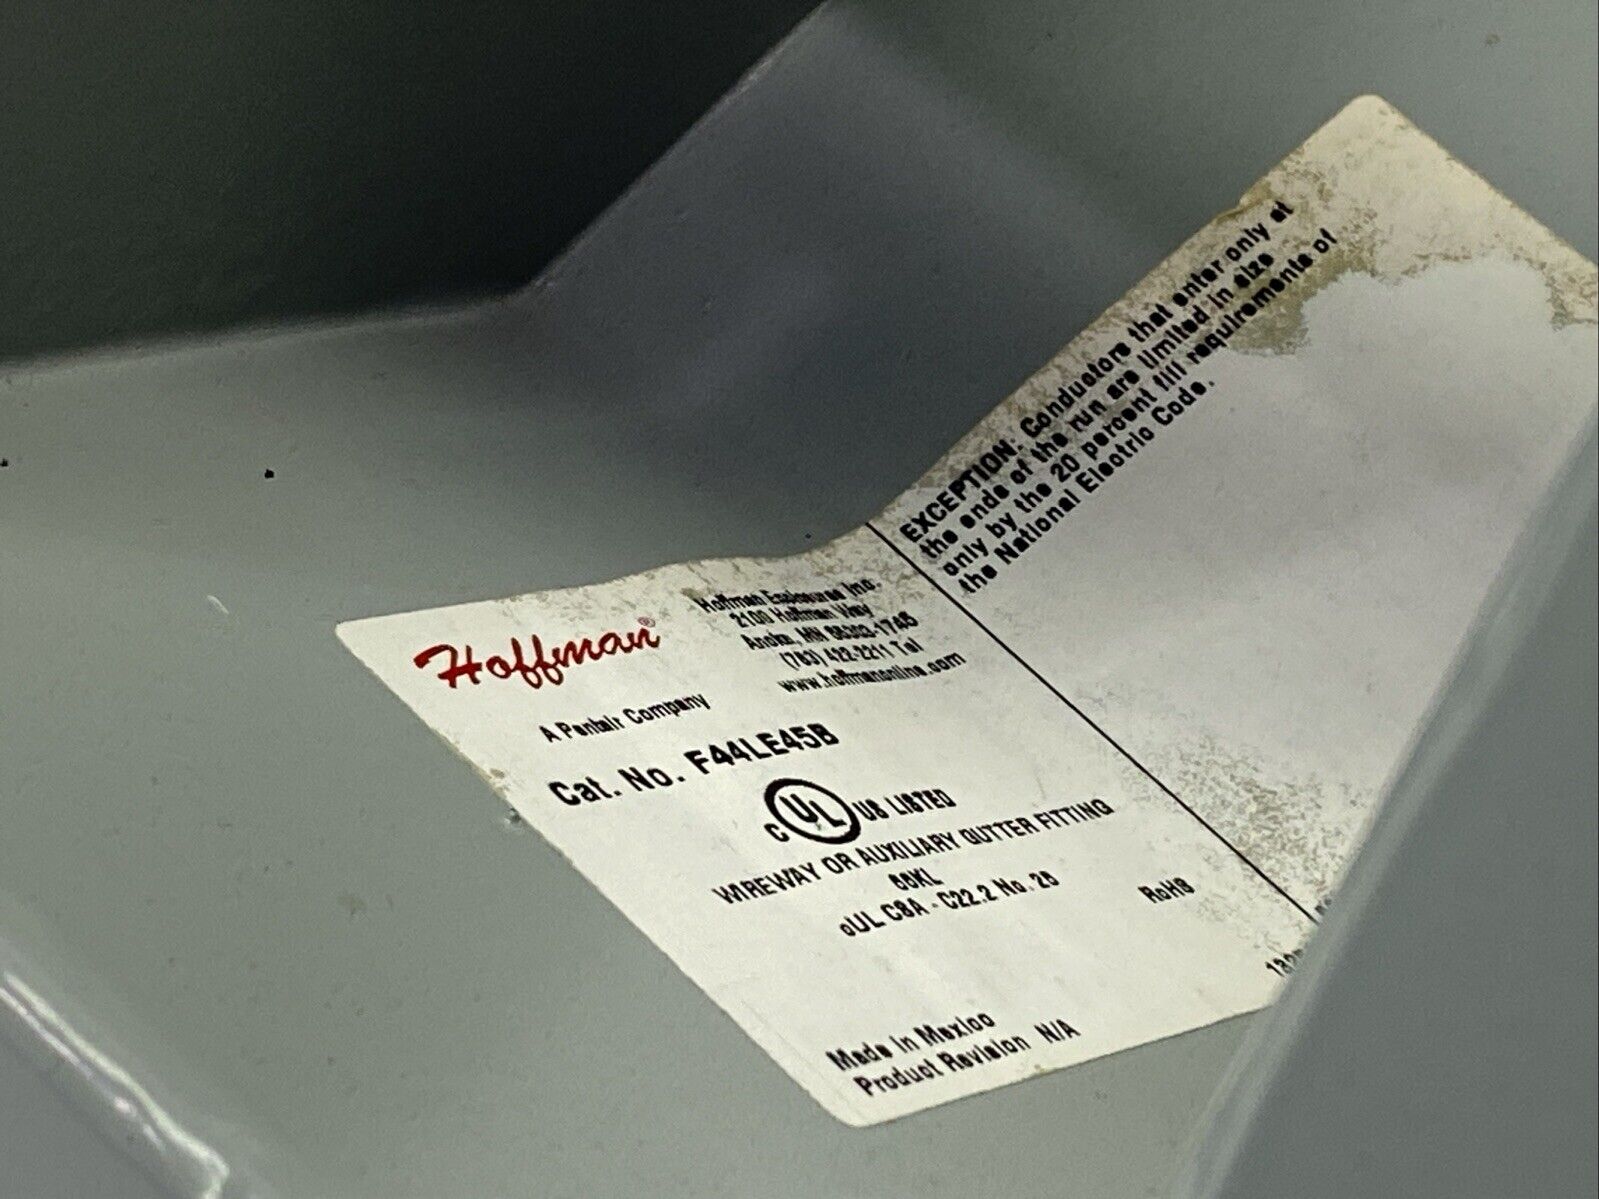 Hoffman®
A Pentair Company
Hoffman Enclosures Inc.
2100 Hoffman Way
Anoka, MN 55303-1745
(763) 422-2211 Tel
www.hoffmanonline.com
Cat. No. F44LE45B
C UL US LISTED
WIREWAY OR AUXILIARY GUTTER FITTING
55KL
cUL CSA - C22.2 No. 26
RoHS
Made in Mexico
Product Revision N/A
EXCEPTION: Conductors that enter only at
the ends of the run are limited in size
only by the 20 percent fill requirements of
the National Electric Code.